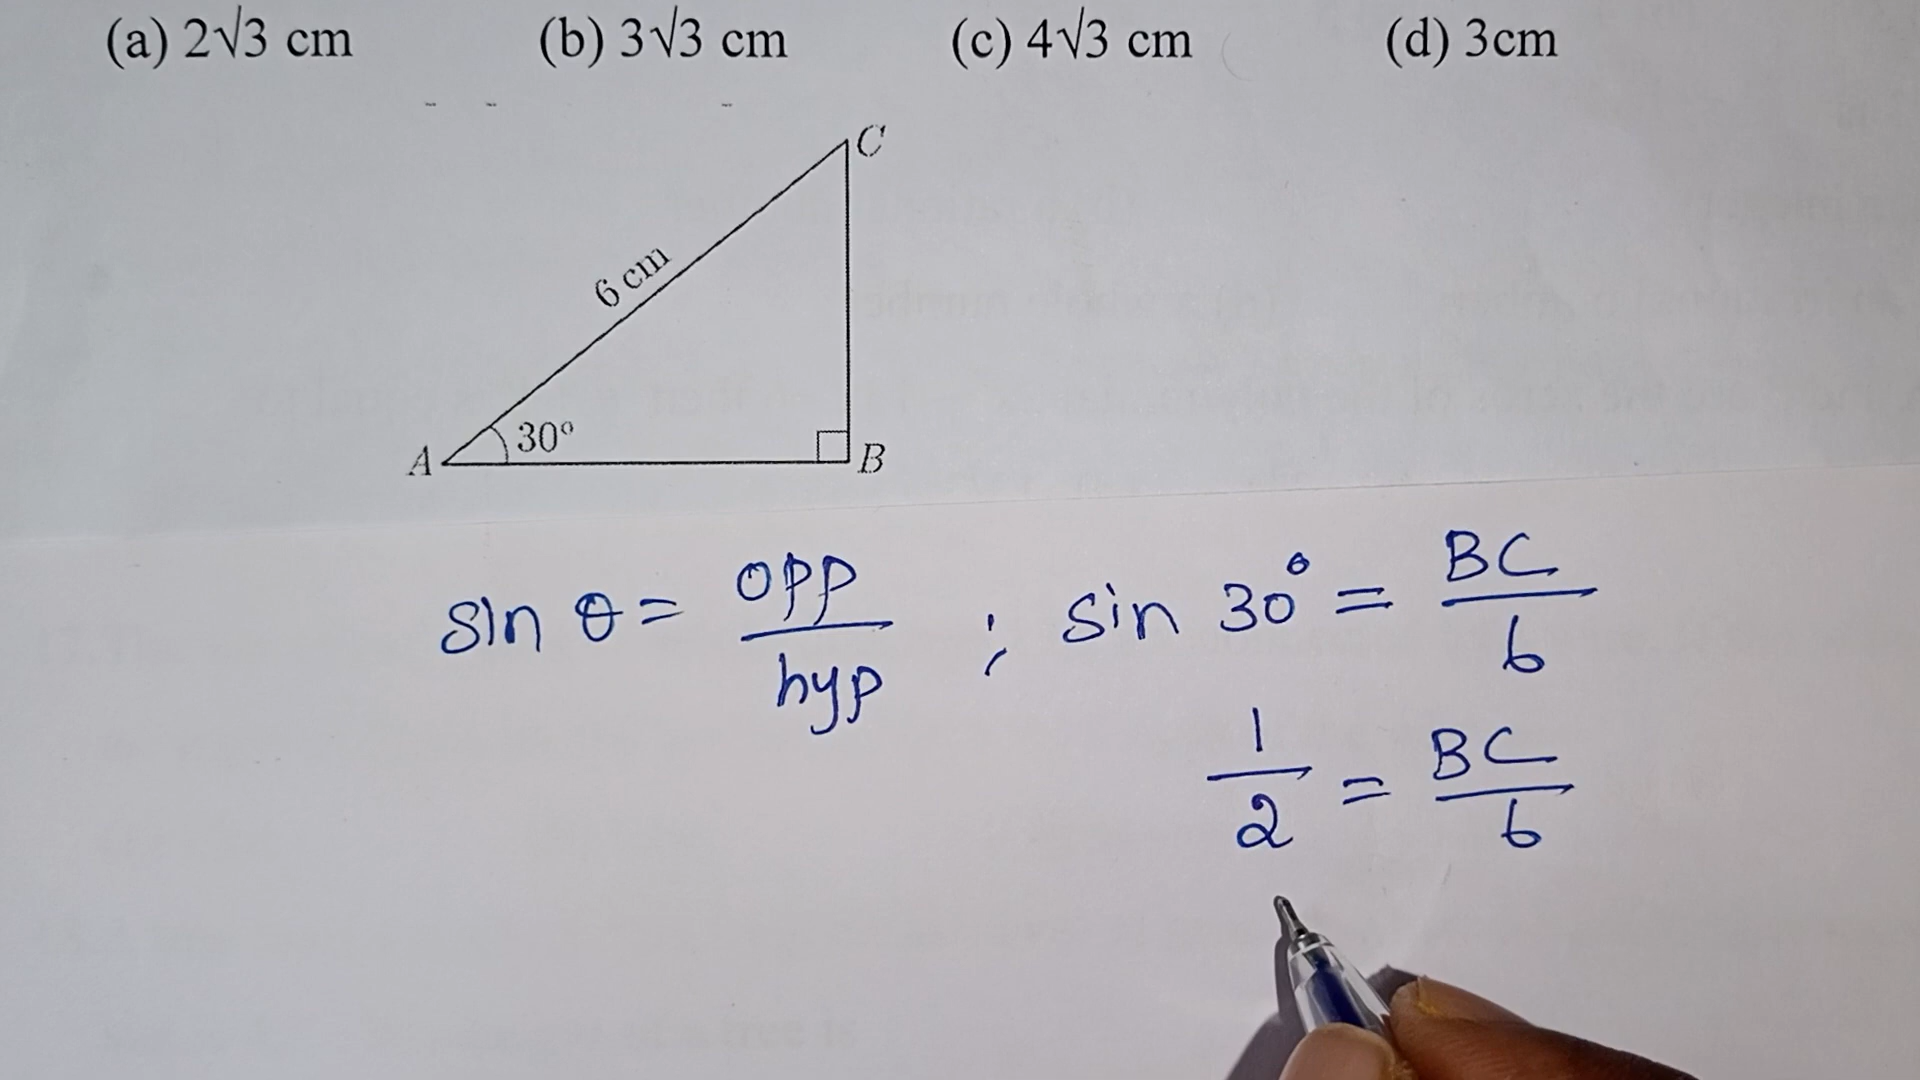 (a) 2√3 cm (b) 3√3 cm (c) 4√3 cm (d) 3cm
C
6 cm
30°
A
B
sin θ = opp/hyp ; sin 30° = BC/6
1/2 = BC/6